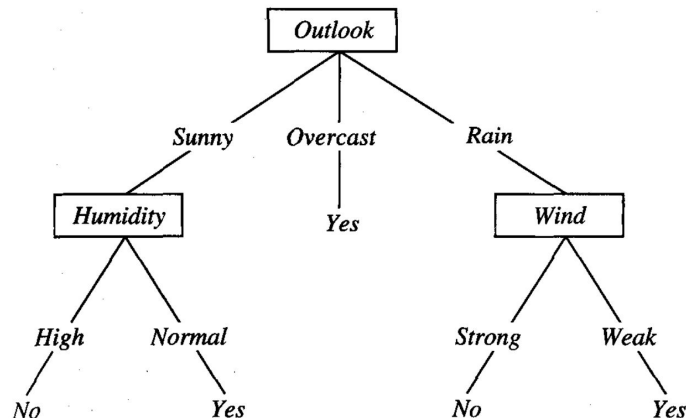 Outlook
Sunny Overcast Rain
Humidity Yes Wind
High Normal Strong Weak
No Yes No Yes